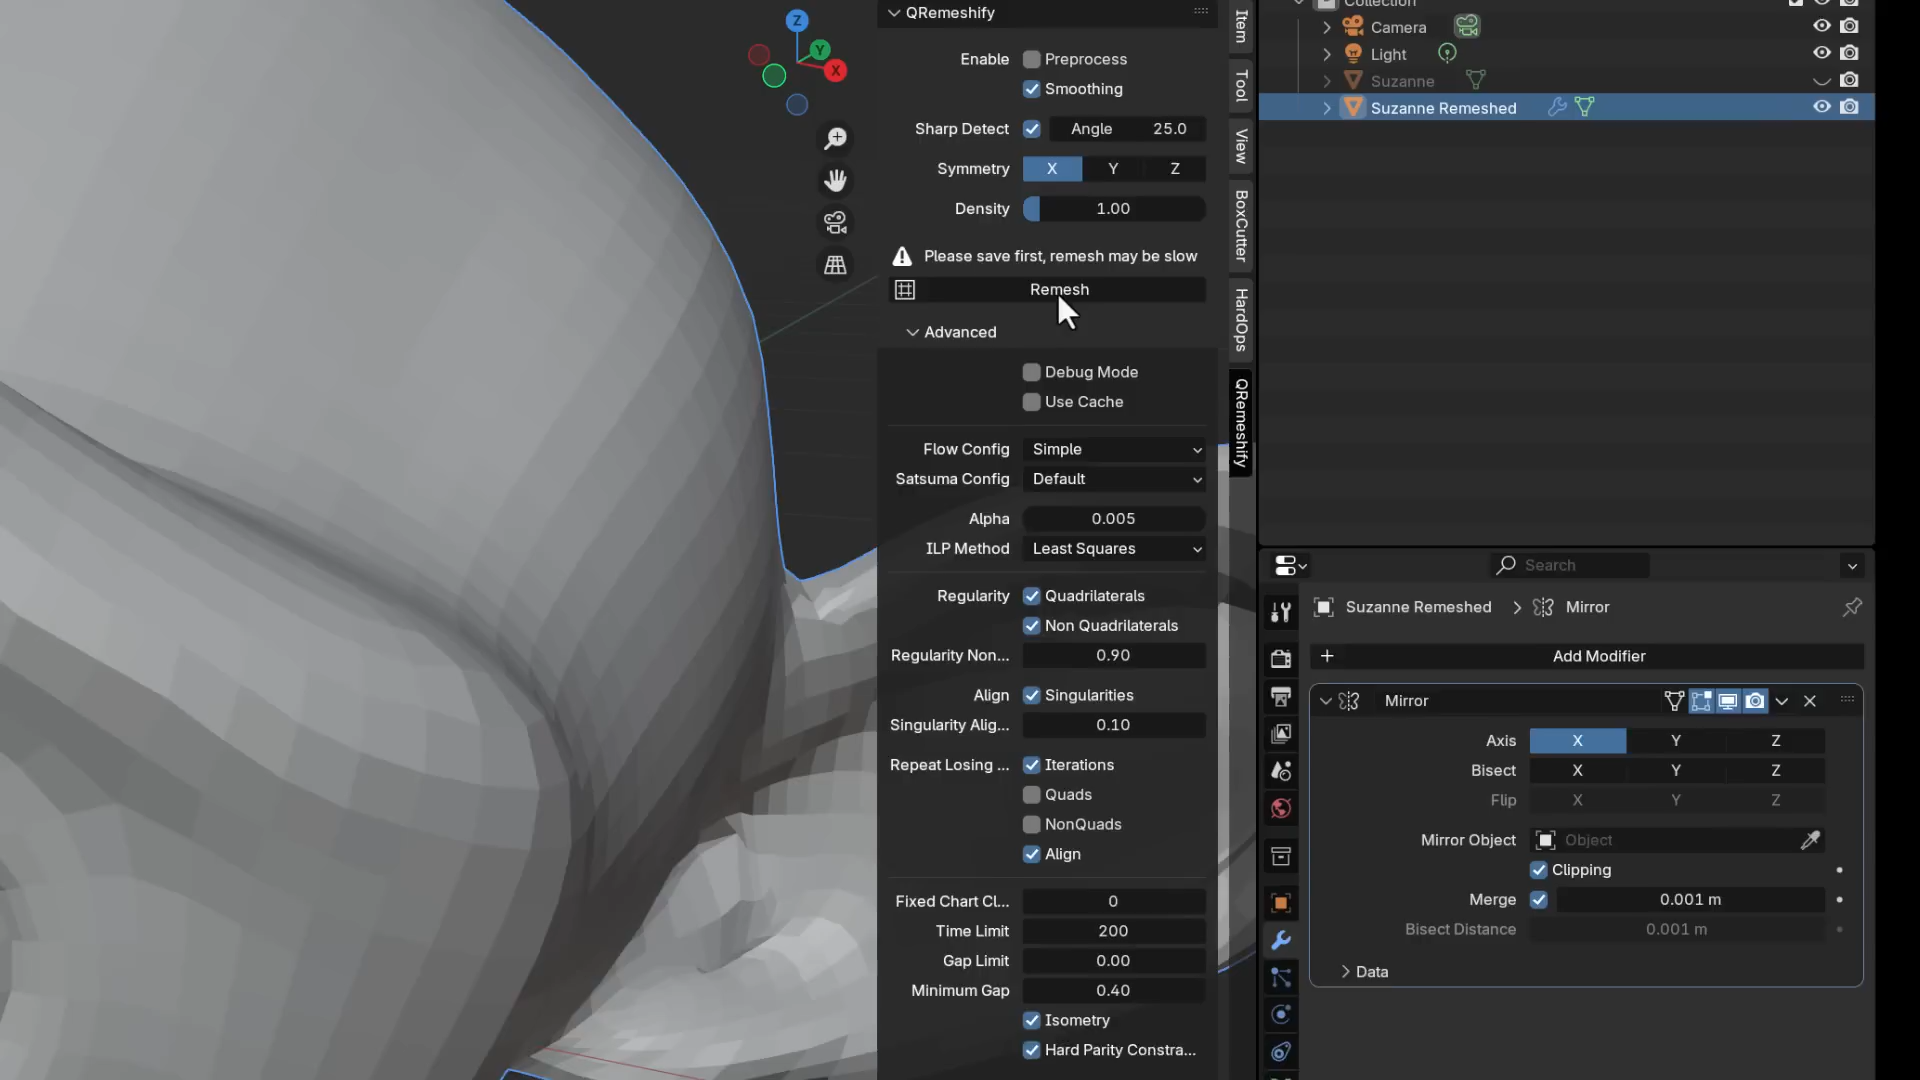 QRemeshify
Enable Preprocess
Smoothing
Sharp Detect Angle 25.0
Symmetry X Y Z
Density 1.00
Please save first, remesh may be slow
Remesh
Advanced
Debug Mode
Use Cache
Flow Config Simple
Satsuma Config Default
Alpha 0.005
ILP Method Least Squares
Regularity Quadrilaterals
Non Quadrilaterals
Regularity Non... 0.90
Align Singularities
Singularity Alig... 0.10
Repeat Losing ... Iterations
Quads
NonQuads
Align
Fixed Chart Cl... 0
Time Limit 200
Gap Limit 0.00
Minimum Gap 0.40
Isometry
Hard Parity Constra...
Z
Y
X
Item
Tool
View
BoxCutter
HardOps
QRemeshify
Collection
Camera
Light
Suzanne
Suzanne Remeshed
Search
Suzanne Remeshed > Mirror
+ Add Modifier
Mirror
Axis X Y Z
Bisect X Y Z
Flip X Y Z
Mirror Object Object
Clipping
Merge 0.001 m
Bisect Distance 0.001 m
Data